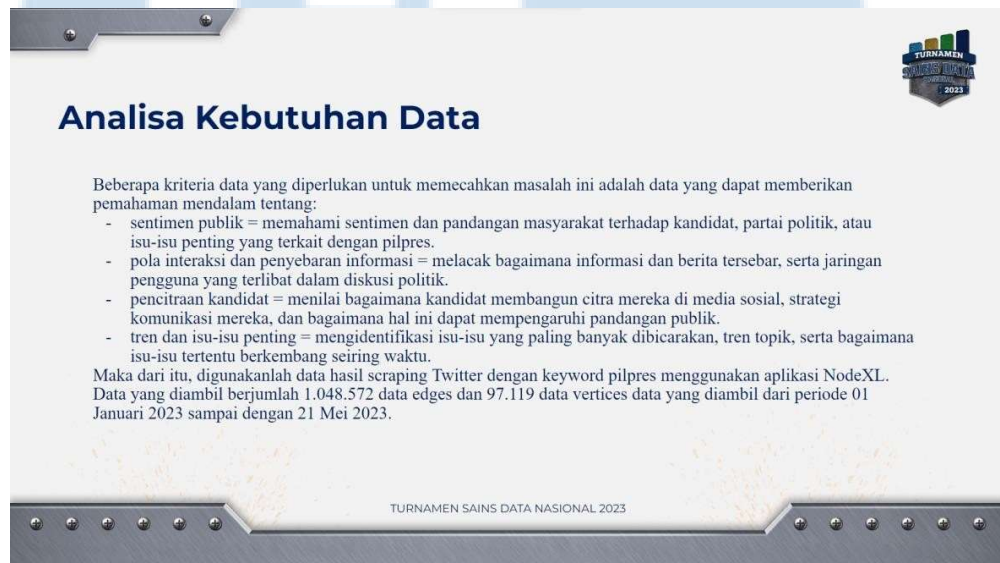 TURNAMEN
SAINS DATA
NASIONAL
2023
Analisa Kebutuhan Data
Beberapa kriteria data yang diperlukan untuk memecahkan masalah ini adalah data yang dapat memberikan
pemahaman mendalam tentang:
- sentimen publik = memahami sentimen dan pandangan masyarakat terhadap kandidat, partai politik, atau
isu-isu penting yang terkait dengan pilpres.
- pola interaksi dan penyebaran informasi = melacak bagaimana informasi dan berita tersebar, serta jaringan
pengguna yang terlibat dalam diskusi politik.
- pencitraan kandidat = menilai bagaimana kandidat membangun citra mereka di media sosial, strategi
komunikasi mereka, dan bagaimana hal ini dapat mempengaruhi pandangan publik.
- tren dan isu-isu penting = mengidentifikasi isu-isu yang paling banyak dibicarakan, tren topik, serta bagaimana
isu-isu tertentu berkembang seiring waktu.
Maka dari itu, digunakanlah data hasil scraping Twitter dengan keyword pilpres menggunakan aplikasi NodeXL.
Data yang diambil berjumlah 1.048.572 data edges dan 97.119 data vertices data yang diambil dari periode 01
Januari 2023 sampai dengan 21 Mei 2023.
TURNAMEN SAINS DATA NASIONAL 2023